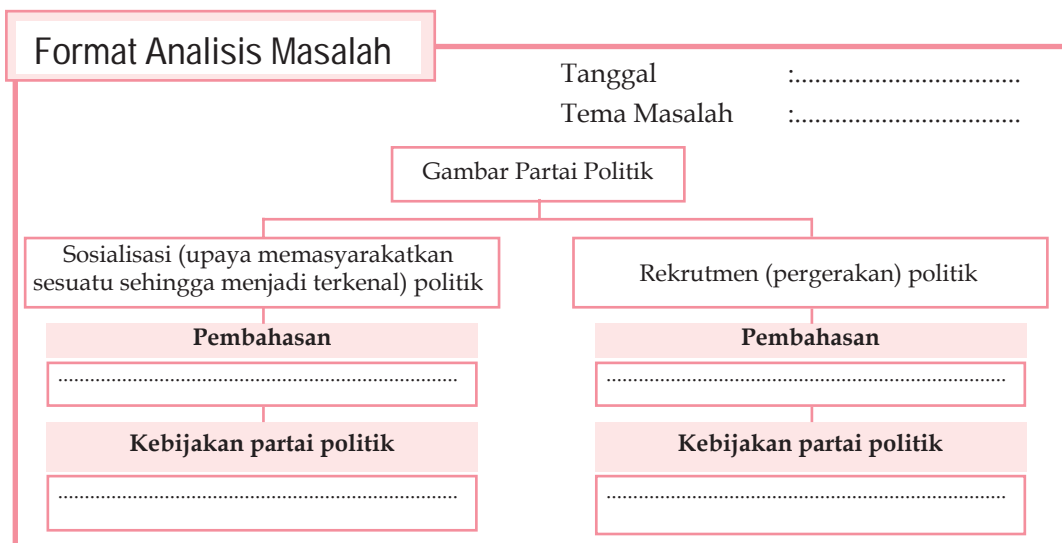 Format Analisis Masalah
Tanggal :..................................
Tema Masalah :..................................
Gambar Partai Politik
Sosialisasi (upaya memasyarakatkan
sesuatu sehingga menjadi terkenal) politik
Rekrutmen (pergerakan) politik
Pembahasan
...........................................................................
Kebijakan partai politik
...........................................................................
Pembahasan
...........................................................................
Kebijakan partai politik
...........................................................................